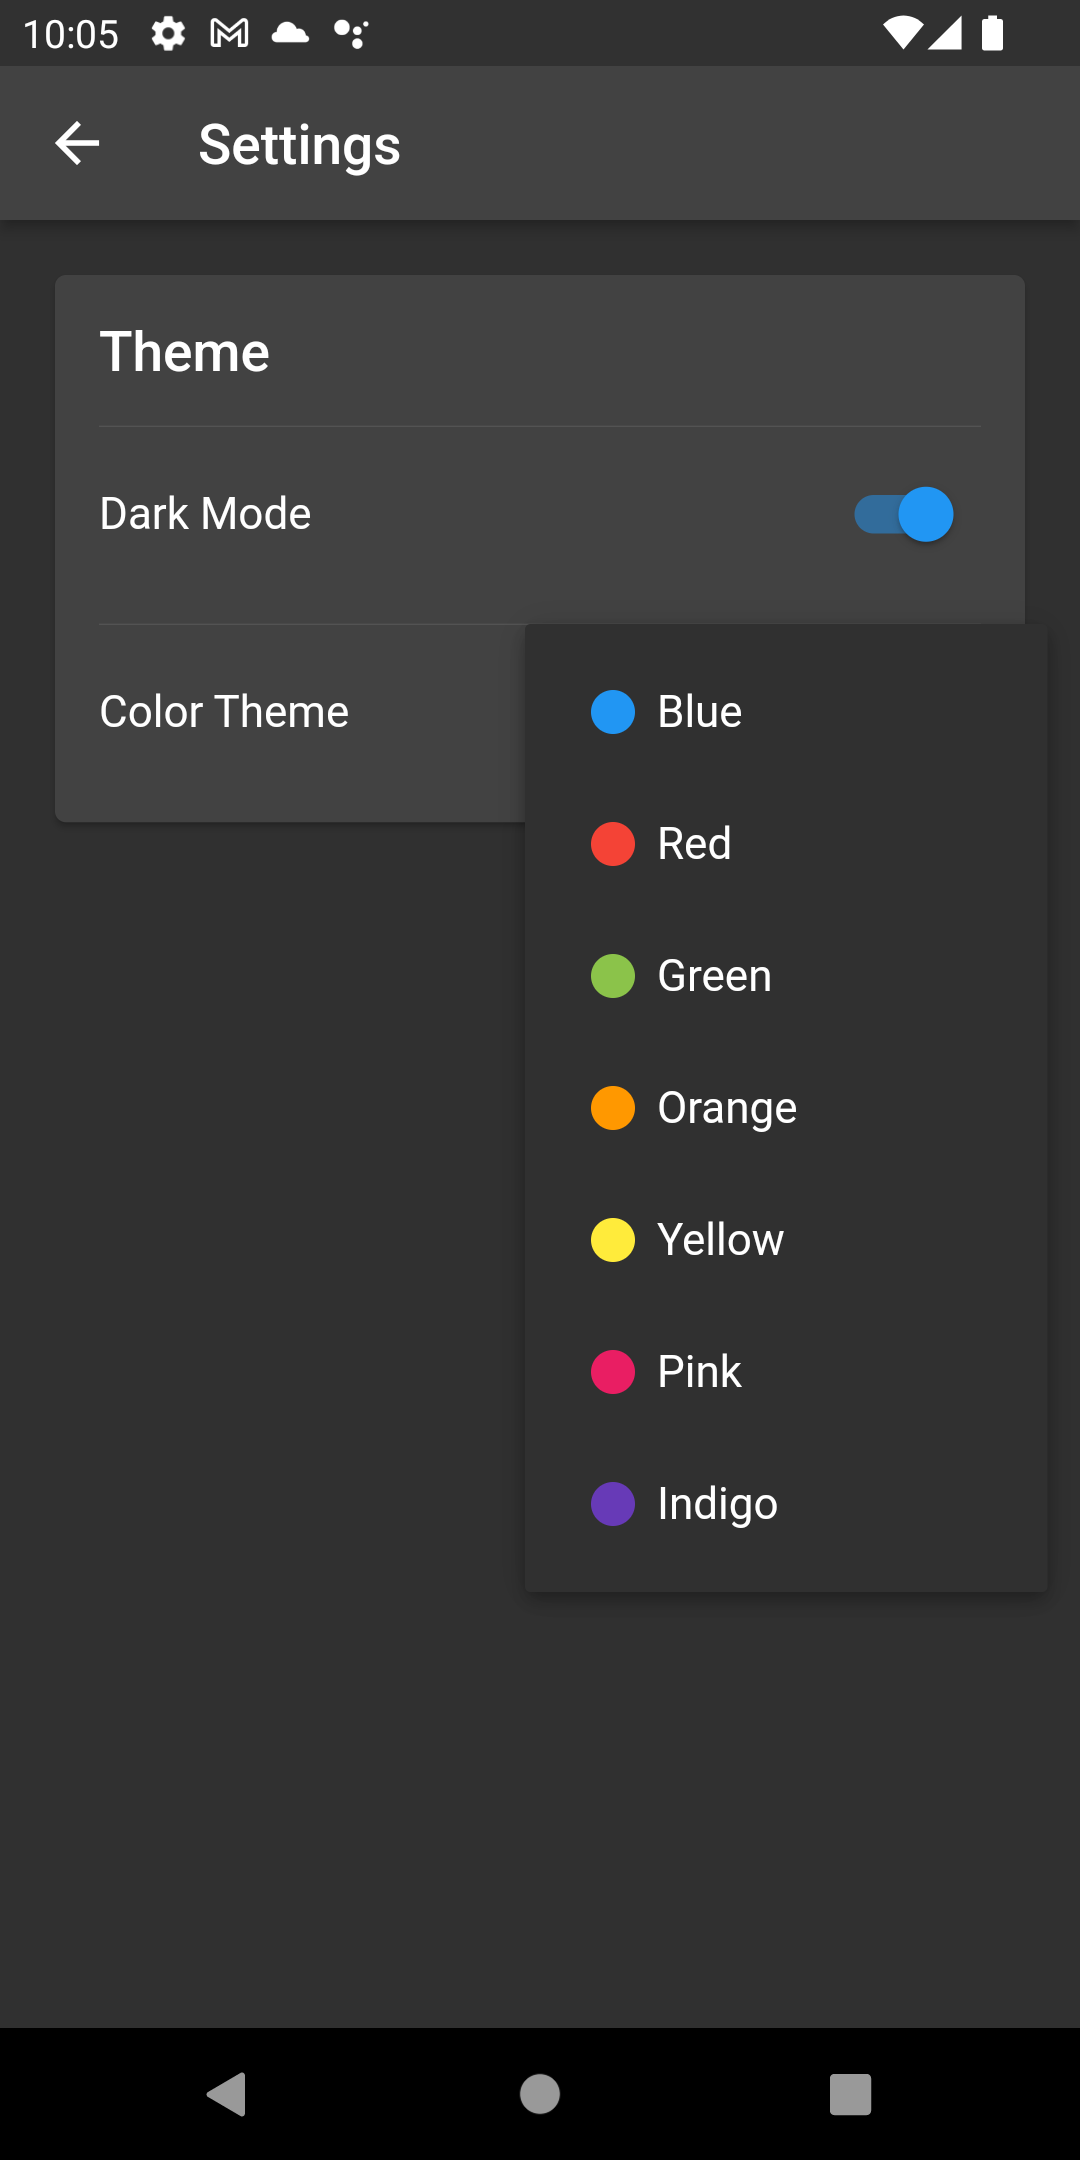 10:05
Settings
Theme
Dark Mode
Color Theme
Blue
Red
Green
Orange
Yellow
Pink
Indigo